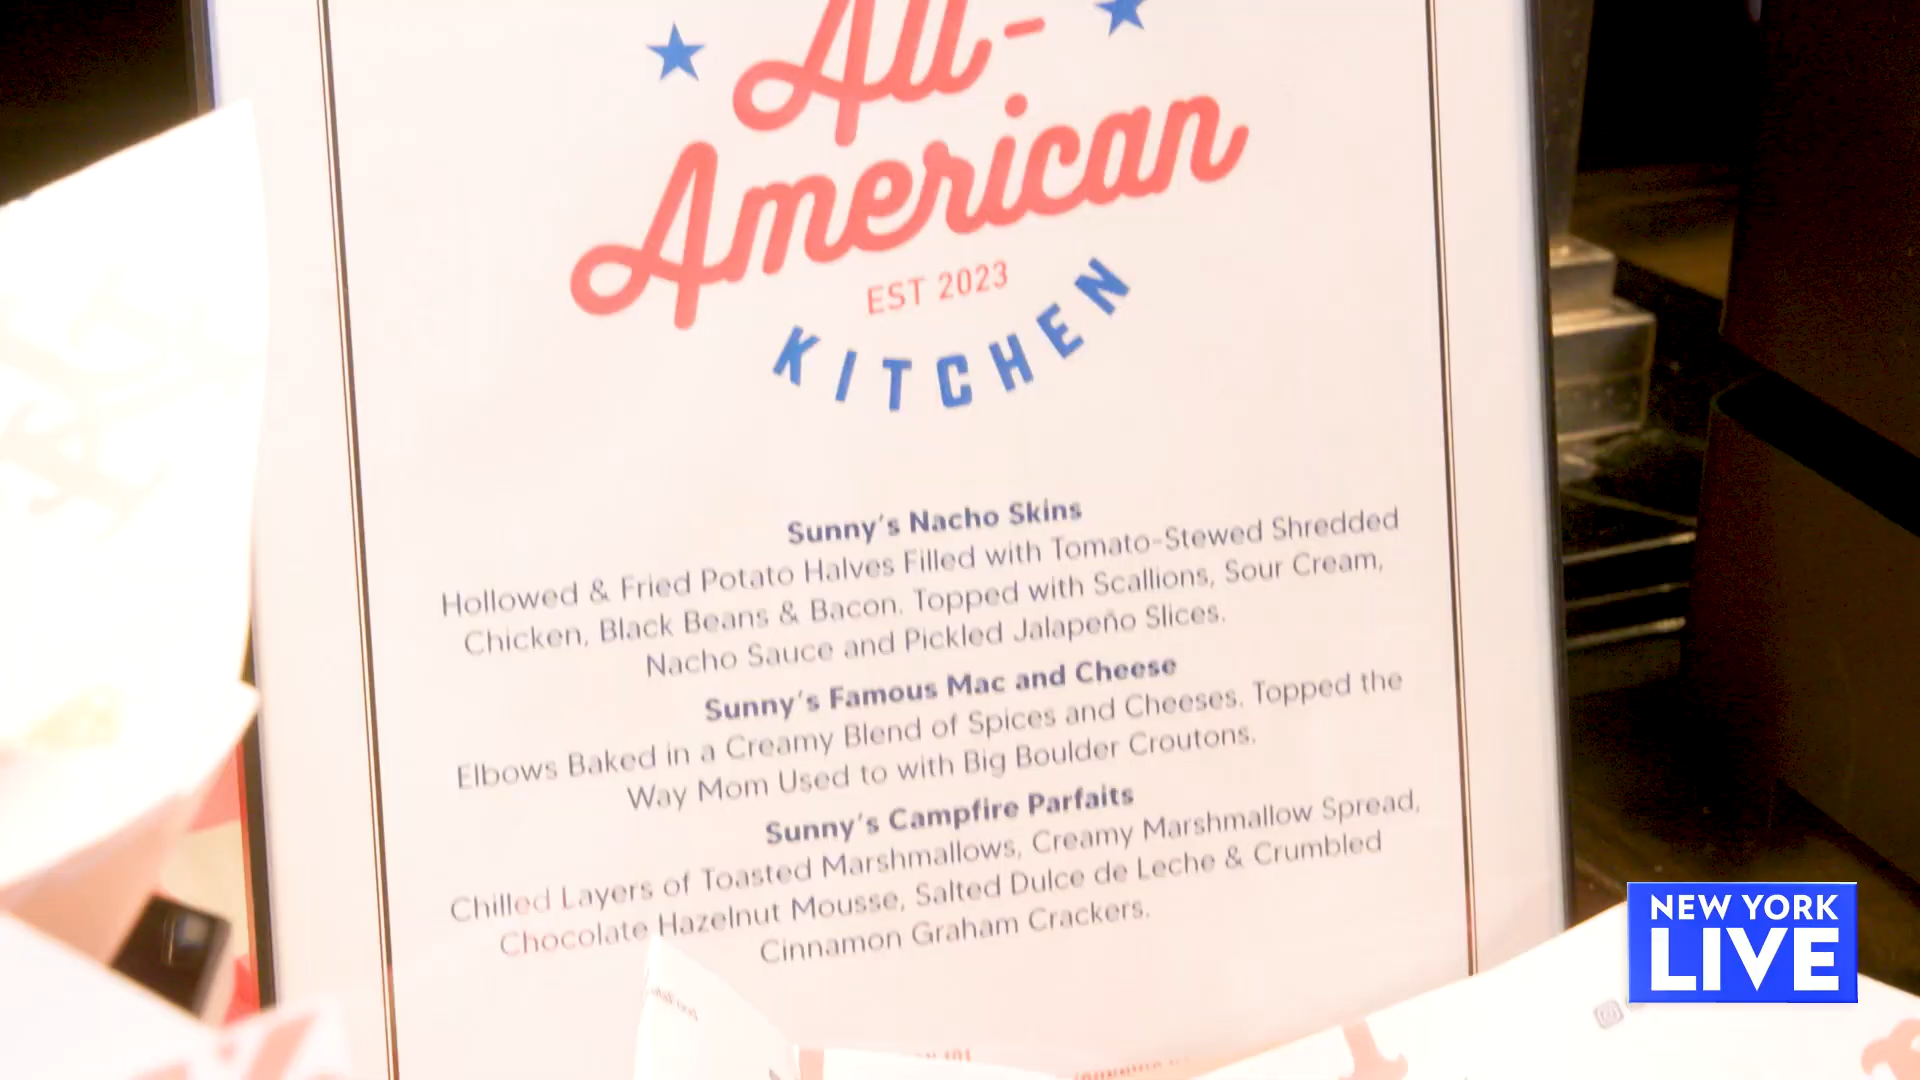 All-
American
EST 2023
KITCHEN
Sunny's Nacho Skins
Hollowed & Fried Potato Halves Filled with Tomato-Stewed Shredded
Chicken, Black Beans & Bacon. Topped with Scallions, Sour Cream,
Nacho Sauce and Pickled Jalapeño Slices.
Sunny's Famous Mac and Cheese
Elbows Baked in a Creamy Blend of Spices and Cheeses. Topped the
Way Mom Used to with Big Boulder Croutons.
Sunny's Campfire Parfaits
Chilled Layers of Toasted Marshmallows, Creamy Marshmallow Spread,
Chocolate Hazelnut Mousse, Salted Dulce de Leche & Crumbled
Cinnamon Graham Crackers.
NEW YORK
LIVE